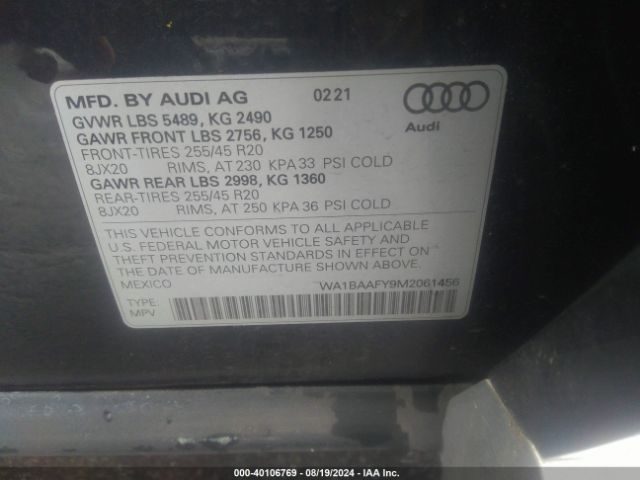 MFD. BY AUDI AG 02 21
GVWR LBS 5489, KG 2490
GAWR FRONT LBS 2756, KG 1250
FRONT-TIRES 255/45 R20
8JX20 RIMS, AT 230 KPA 33 PSI COLD
GAWR REAR LBS 2998, KG 1360
REAR-TIRES 255/45 R20
8JX20 RIMS, AT 250 KPA 36 PSI COLD
Audi
THIS VEHICLE CONFORMS TO ALL APPLICABLE
U.S. FEDERAL MOTOR VEHICLE SAFETY AND
THEFT PREVENTION STANDARDS IN EFFECT ON
THE DATE OF MANUFACTURE SHOWN ABOVE.
MEXICO WA1BAAFY9M2061456
TYPE:
MPV
000-40106769 - 08/19/2024 - IAA Inc.